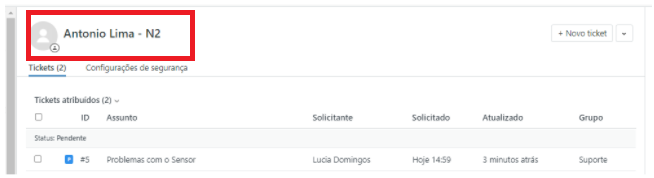 Antonio Lima - N2
+ Novo ticket
Tickets (2) Configurações de segurança
Tickets atribuídos (2)
ID Assunto Solicitante Solicitado Atualizado Grupo
Status: Pendente
P #5 Problemas com o Sensor Lucia Domingos Hoje 14:59 3 minutos atrás Suporte